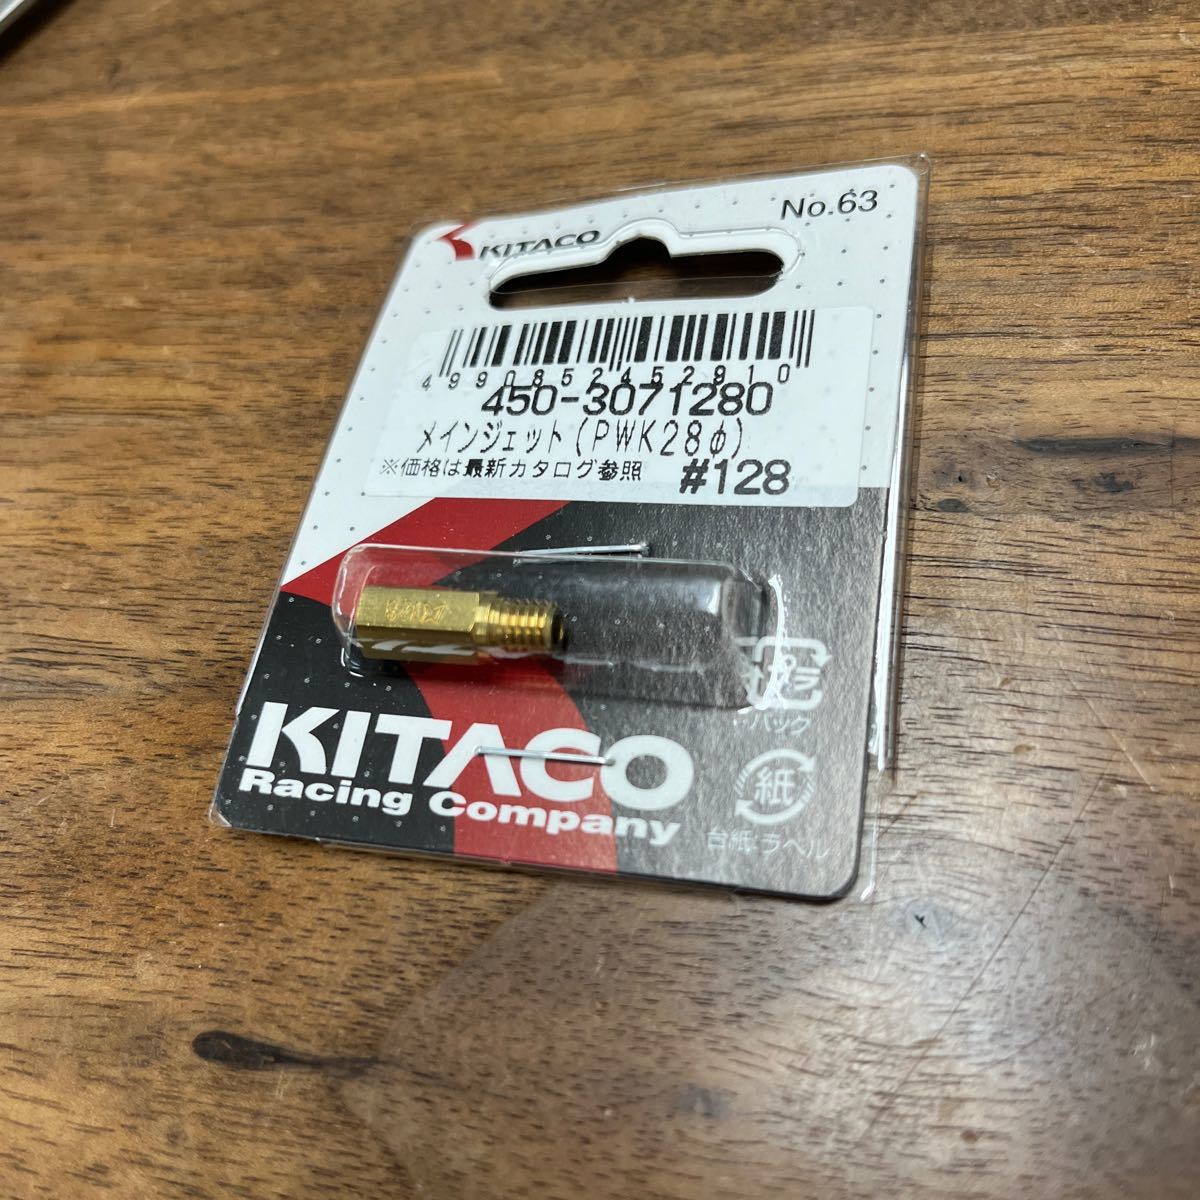 No.63
KITACO
4990852452910
450-3071280
メインジェット(PWK28φ)
※価格は最新カタログ参照 #128
プラ
パック
KITACO
Racing Company
紙
台紙:ラベル